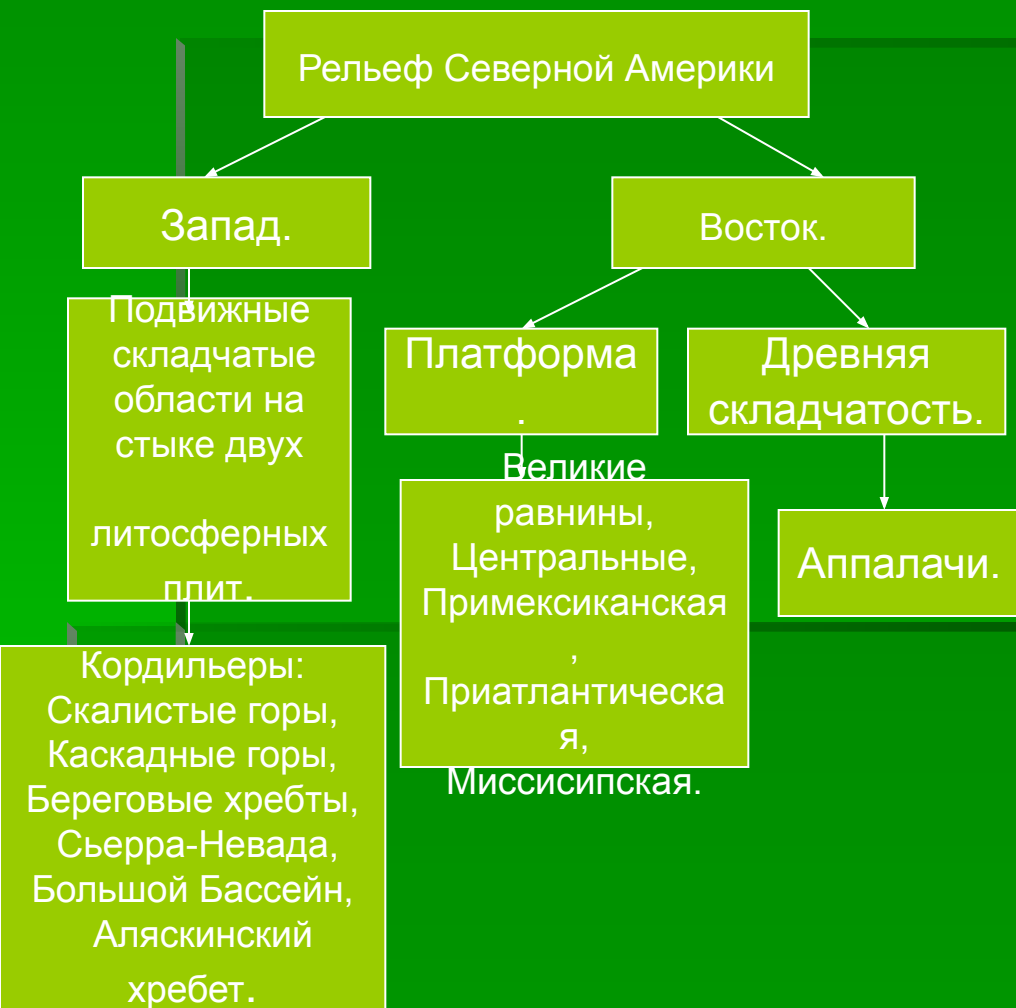 Рельеф Северной Америки
Запад.
Восток.
Подвижные
складчатые
области на
стыке двух
литосферных
плит.
Платформа
.
Древняя
складчатость.
Великие
равнины,
Центральные,
Примексиканская
,
Приатлантическа
я,
Миссисипская.
Аппалачи.
Кордильеры:
Скалистые горы,
Каскадные горы,
Береговые хребты,
Сьерра-Невада,
Большой Бассейн,
Аляскинский
хребет.